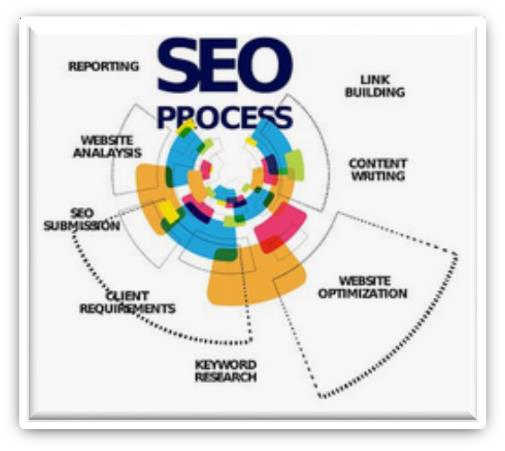 SEO
PROCESS
REPORTING
LINK
BUILDING
WEBSITE
ANALAYSIS
CONTENT
WRITING
SEO
SUBMISSION
CLIENT
REQUIREMENTS
WEBSITE
OPTIMIZATION
KEYWORD
RESEARCH